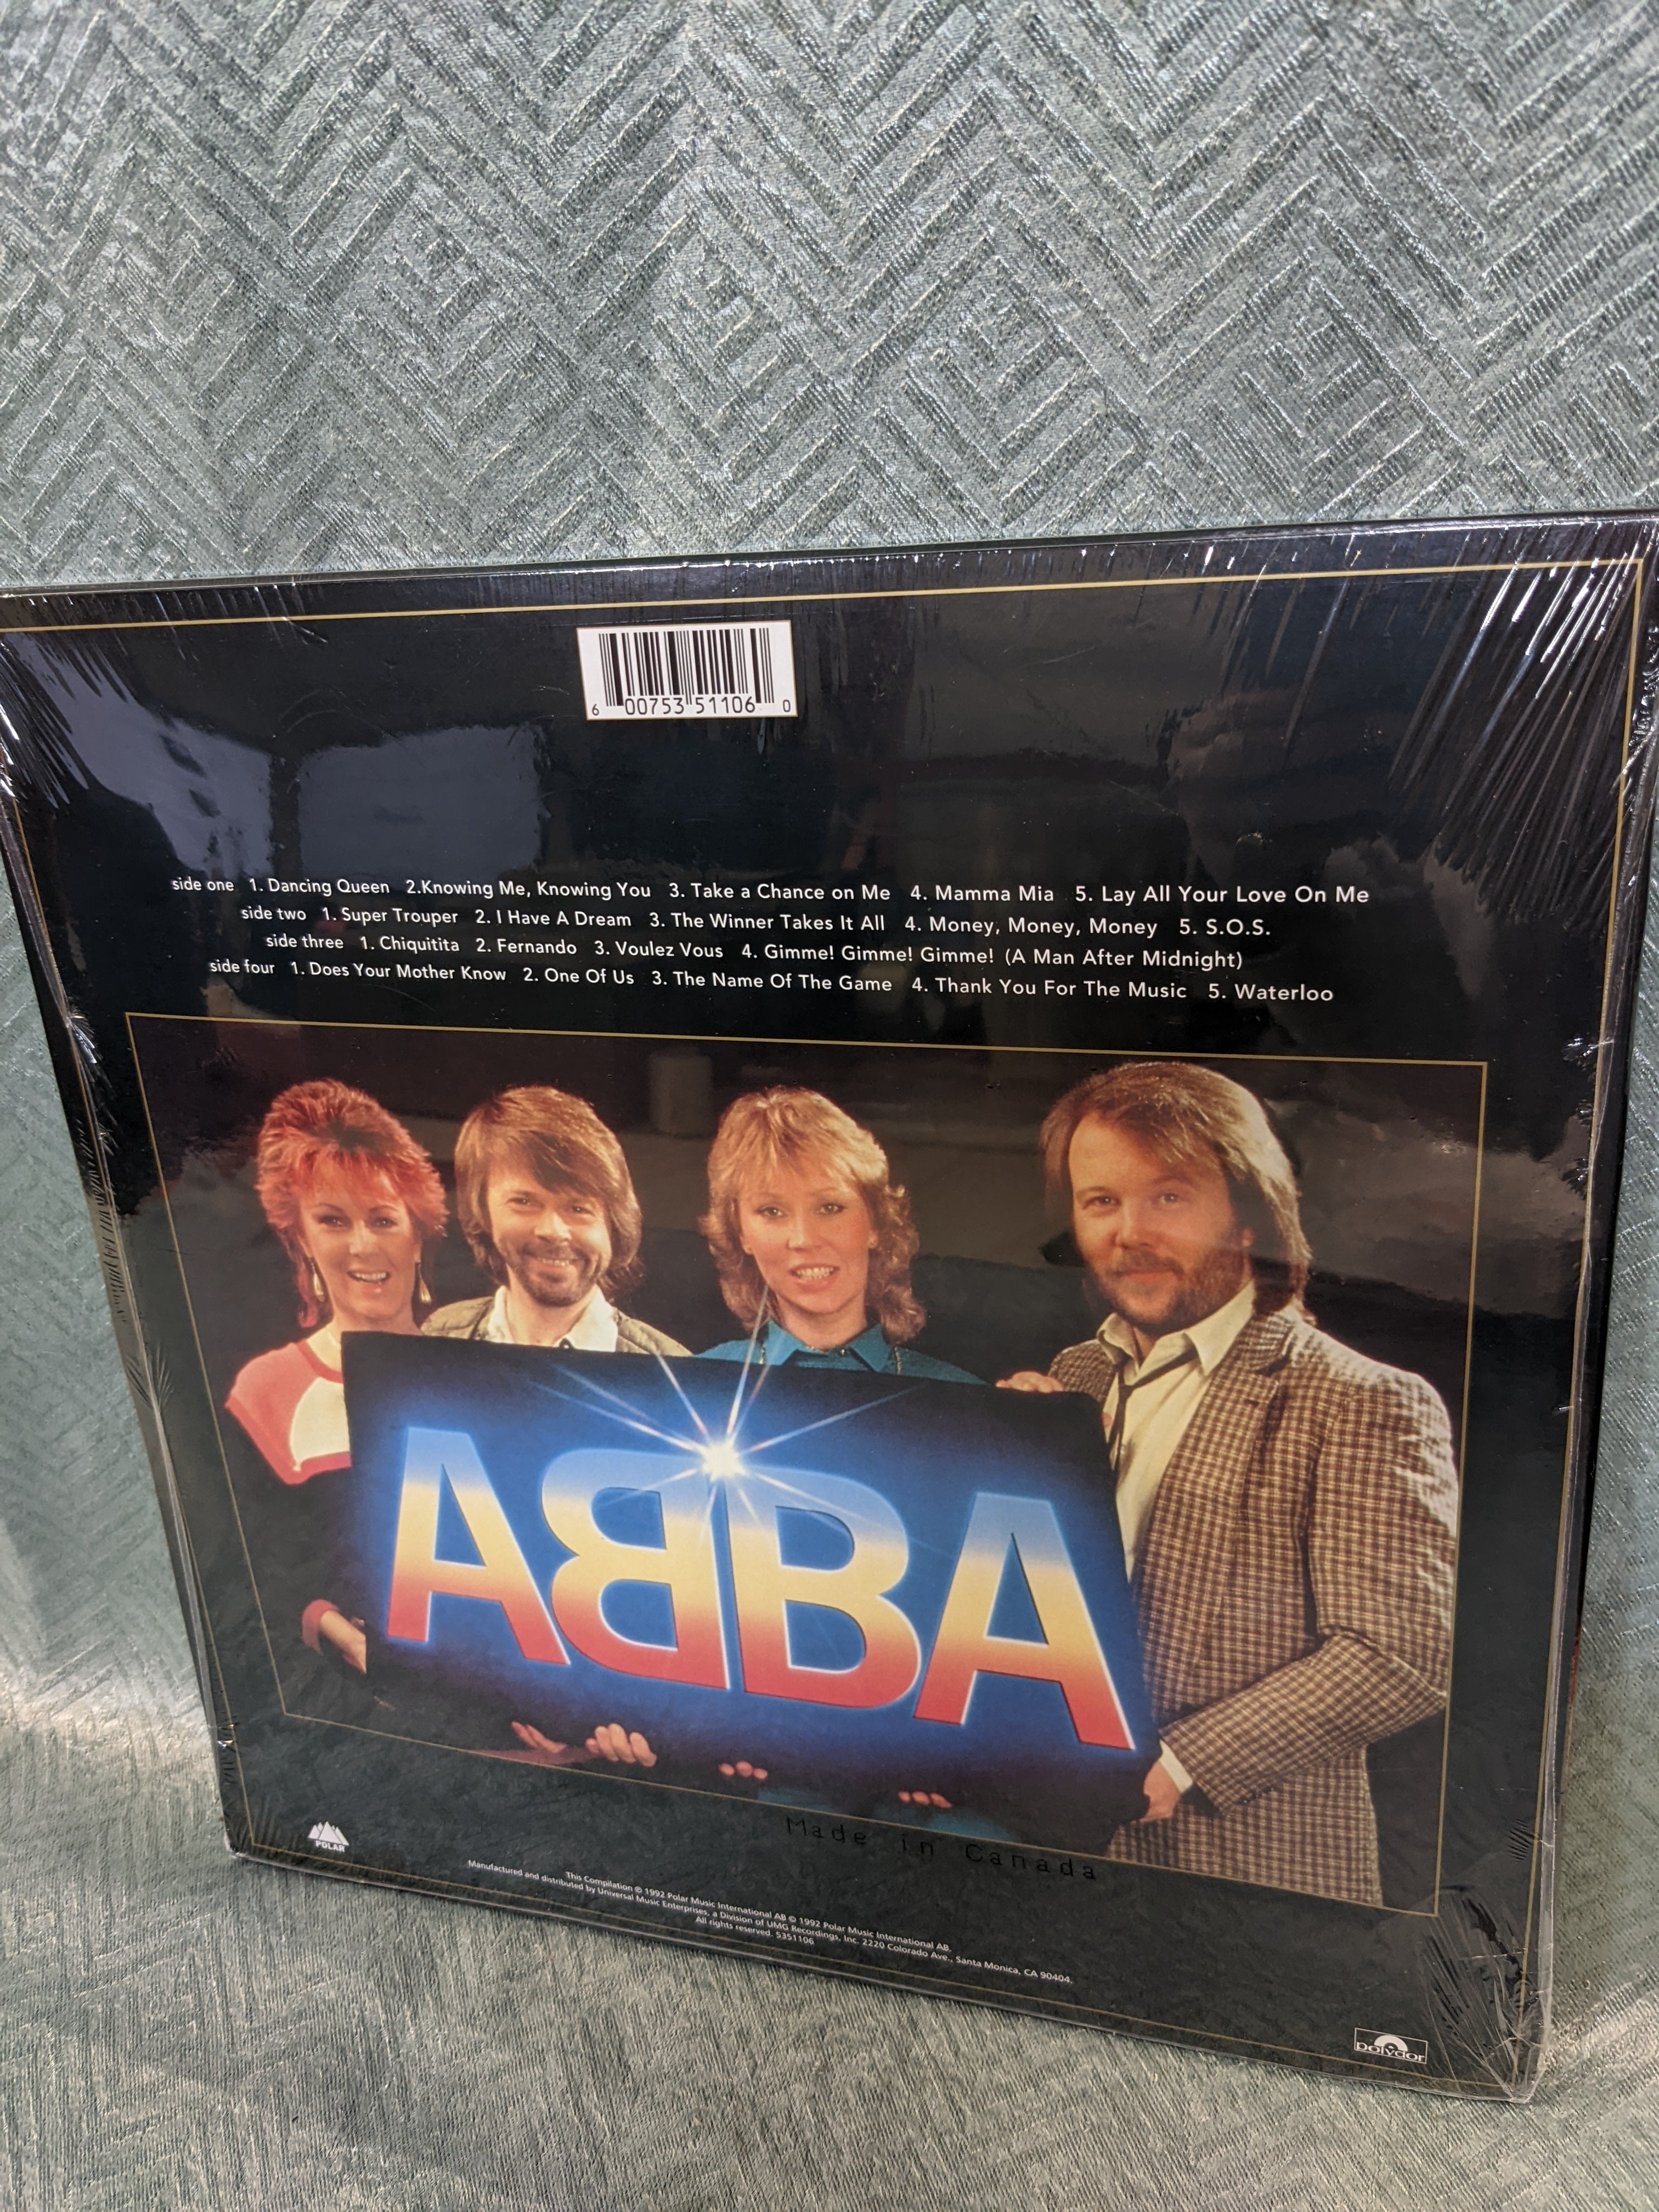 6 00753 51106 0
side one 1. Dancing Queen 2.Knowing Me, Knowing You 3. Take a Chance on Me 4. Mamma Mia 5. Lay All Your Love On Me
side two 1. Super Trouper 2. I Have A Dream 3. The Winner Takes It All 4. Money, Money, Money 5. S.O.S.
side three 1. Chiquitita 2. Fernando 3. Voulez Vous 4. Gimme! Gimme! Gimme! (A Man After Midnight)
side four 1. Does Your Mother Know 2. One Of Us 3. The Name Of The Game 4. Thank You For The Music 5. Waterloo
ABBA
Made in Canada
POLAR
This Compilation ℗ 1992 Polar Music International AB © 1992 Polar Music International AB.
Manufactured and distributed by Universal Music Enterprises, a Division of UMG Recordings, Inc. 2220 Colorado Ave., Santa Monica, CA 90404.
All rights reserved. 5351106
polydor